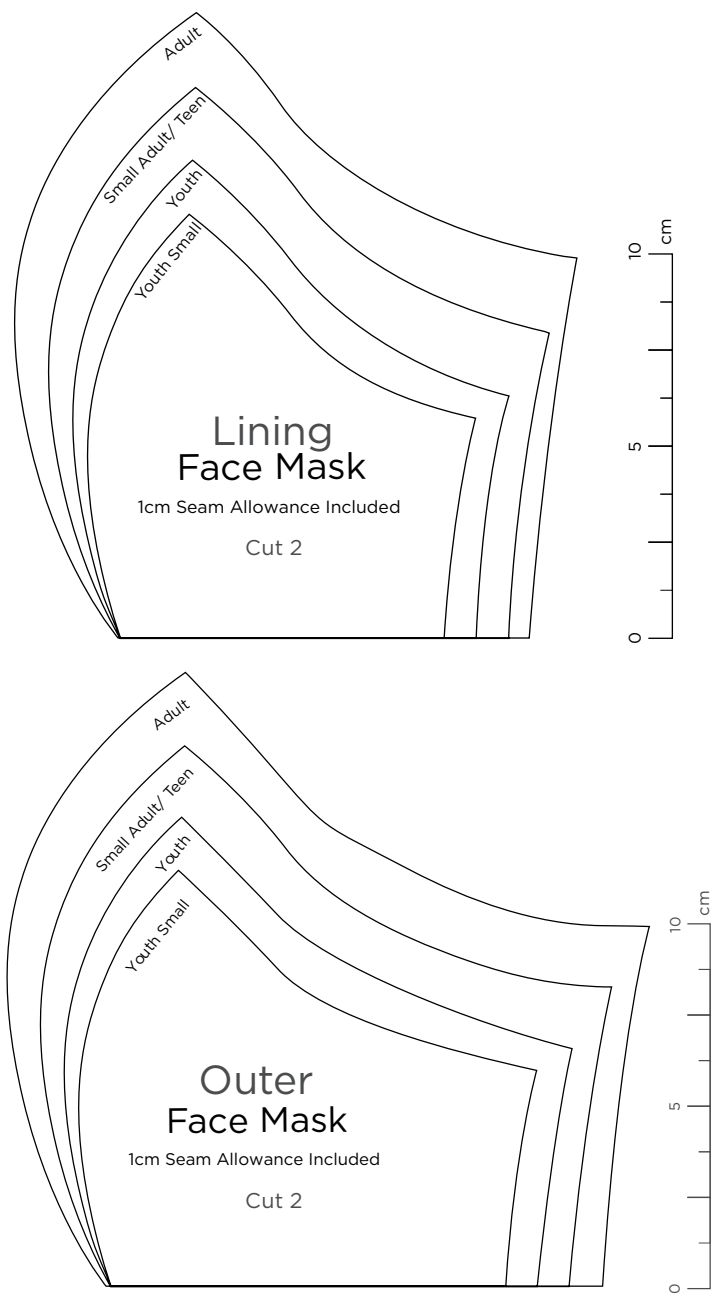 Adult
Small Adult/ Teen
Youth
Youth Small
Lining
Face Mask
1cm Seam Allowance Included
Cut 2
10 cm
5
0
Adult
Small Adult/ Teen
Youth
Youth Small
Outer
Face Mask
1cm Seam Allowance Included
Cut 2
10 cm
5
0